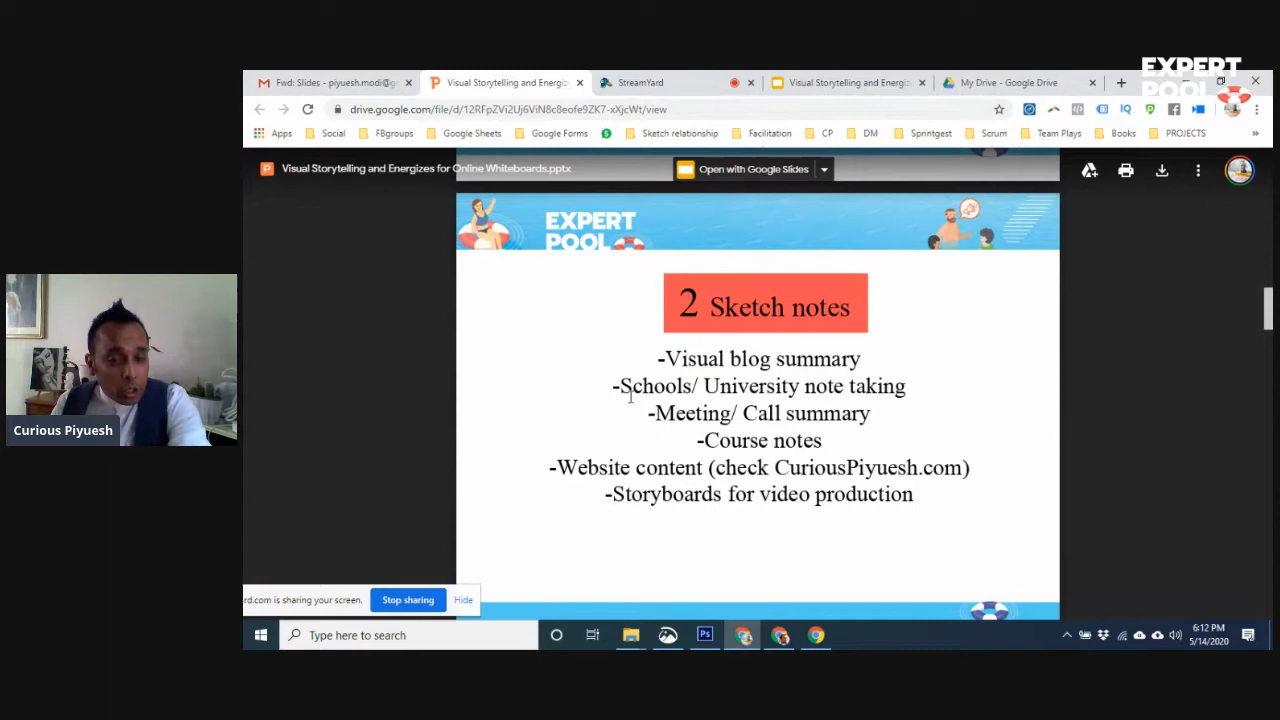 EXPERT
POOL
Fwd: Slides - piyuesh.modi@g
Visual Storytelling and Energize
StreamYard
Visual Storytelling and Energize
My Drive - Google Drive
drive.google.com/file/d/12RFpZVi2Uj6ViN8c8eofe9ZK7-xXjcWt/view
Apps Social FBgroups Google Sheets Google Forms Sketch relationship Facilitation CP DM Sprintgest Scrum Team Plays Books PROJECTS
Visual Storytelling and Energizes for Online Whiteboards.pptx
Open with Google Slides
EXPERT
POOL
2 Sketch notes
-Visual blog summary
-Schools/ University note taking
-Meeting/ Call summary
-Course notes
-Website content (check CuriousPiyuesh.com)
-Storyboards for video production
Curious Piyuesh
rd.com is sharing your screen. Stop sharing Hide
Type here to search
Ps
6:12 PM
5/14/2020